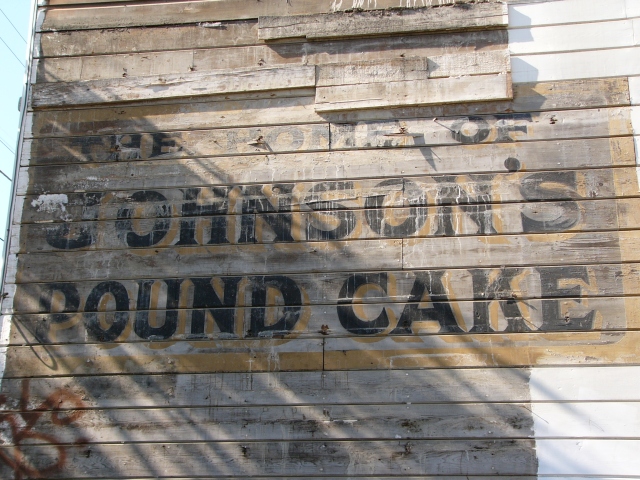 THE HOME OF
JOHNSON'S
POUND CAKE